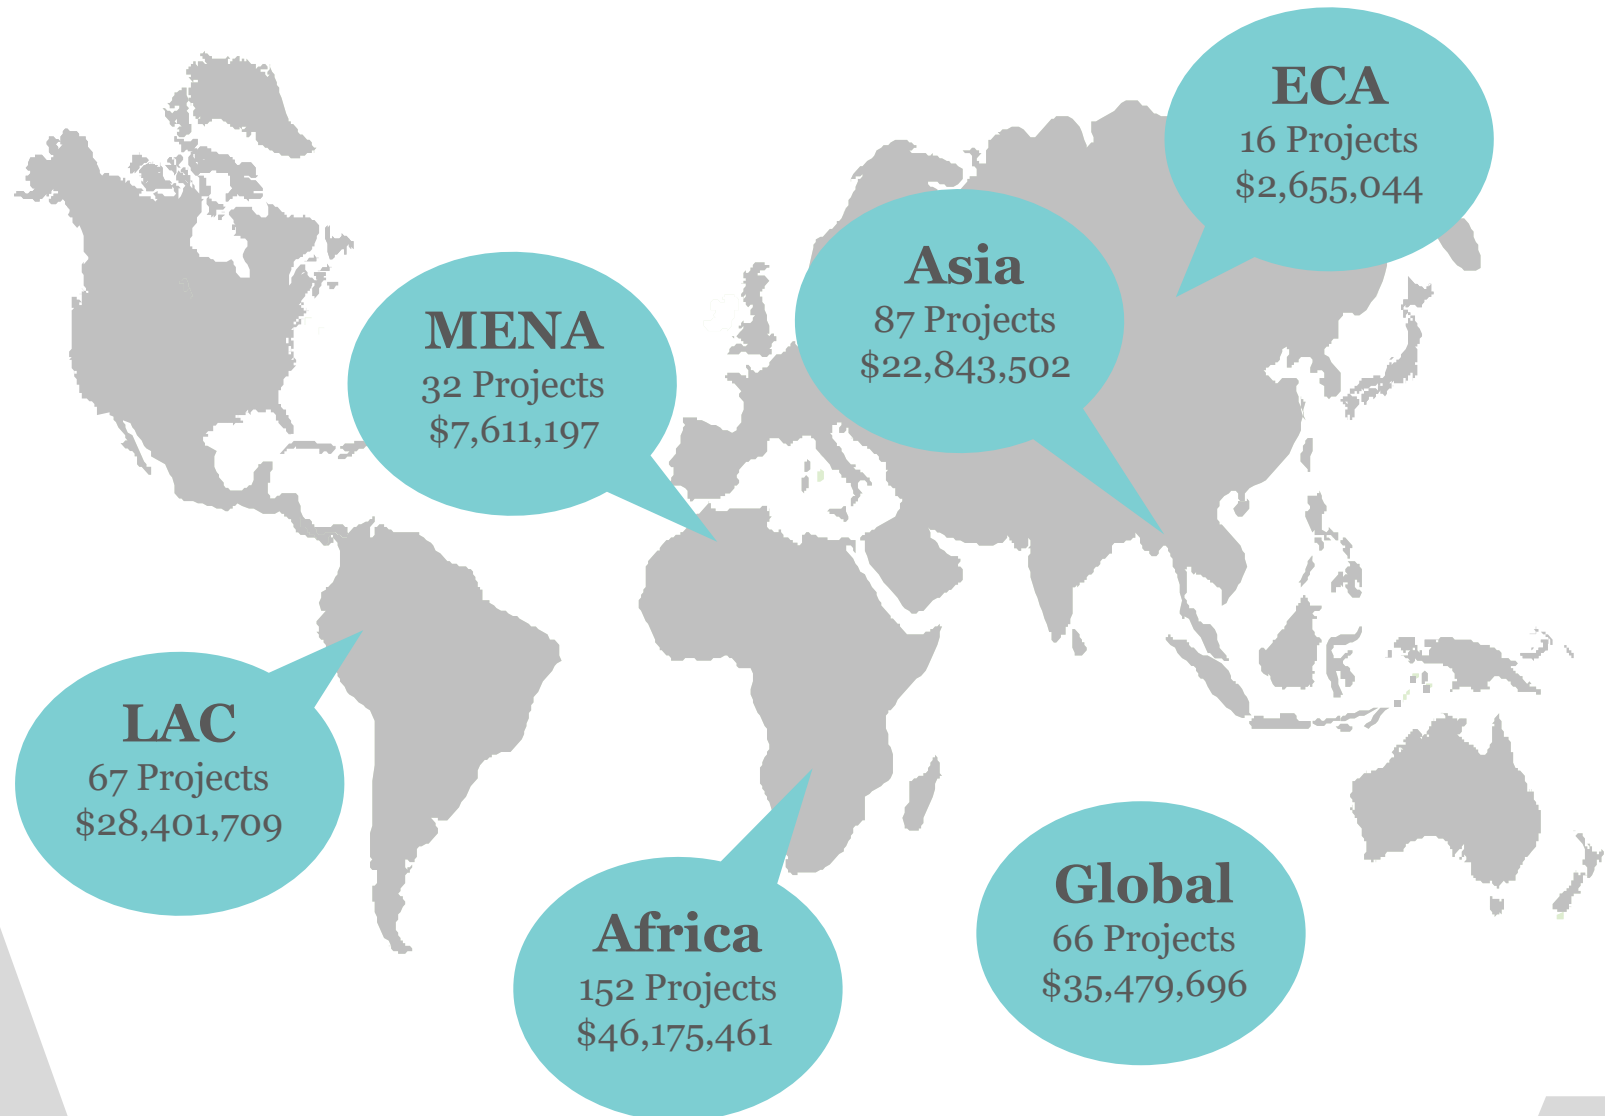 ECA
16 Projects
$2,655,044
Asia
87 Projects
$22,843,502
MENA
32 Projects
$7,611,197
LAC
67 Projects
$28,401,709
Africa
152 Projects
$46,175,461
Global
66 Projects
$35,479,696